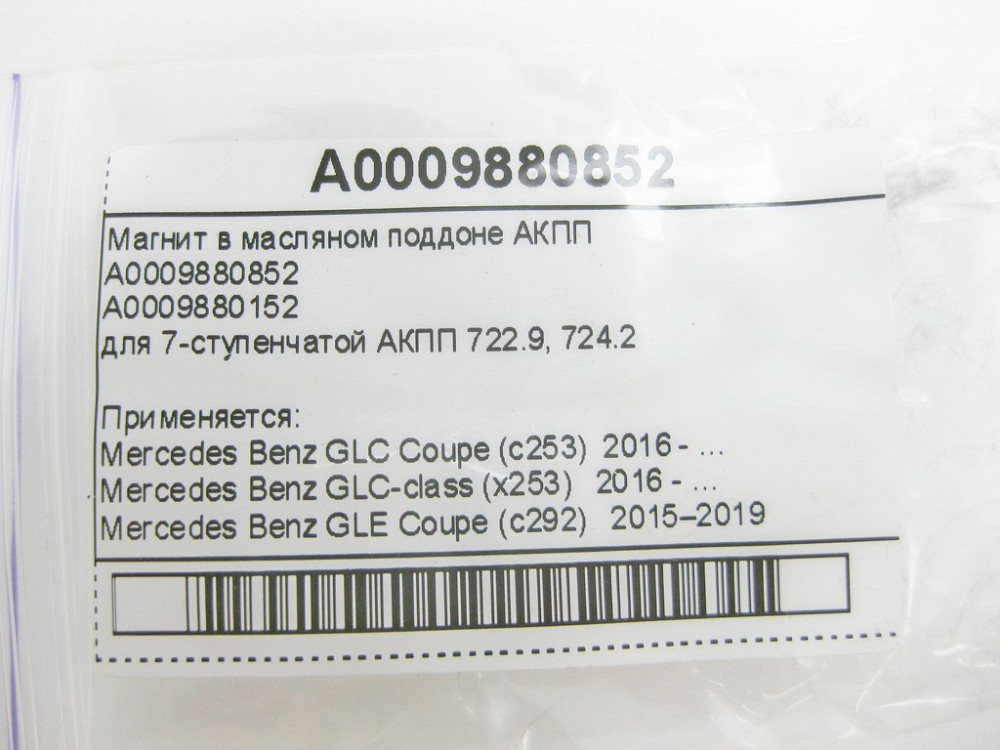 A0009880852
Магнит в масляном поддоне АКПП
A0009880852
A0009880152
для 7-ступенчатой АКПП 722.9, 724.2
Применяется:
Mercedes Benz GLC Coupe (c253) 2016 - ...
Mercedes Benz GLC-class (x253) 2016 - ...
Mercedes Benz GLE Coupe (c292) 2015–2019